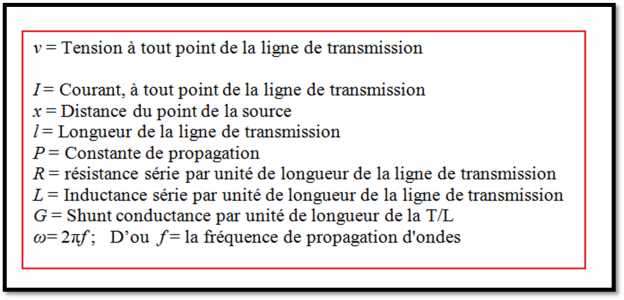 v = Tension à tout point de la ligne de transmission
I = Courant, à tout point de la ligne de transmission
x = Distance du point de la source
l = Longueur de la ligne de transmission
P = Constante de propagation
R = résistance série par unité de longueur de la ligne de transmission
L = Inductance série par unité de longueur de la ligne de transmission
G = Shunt conductance par unité de longueur de la T/L
ω= 2πf ; D’ou f = la fréquence de propagation d'ondes